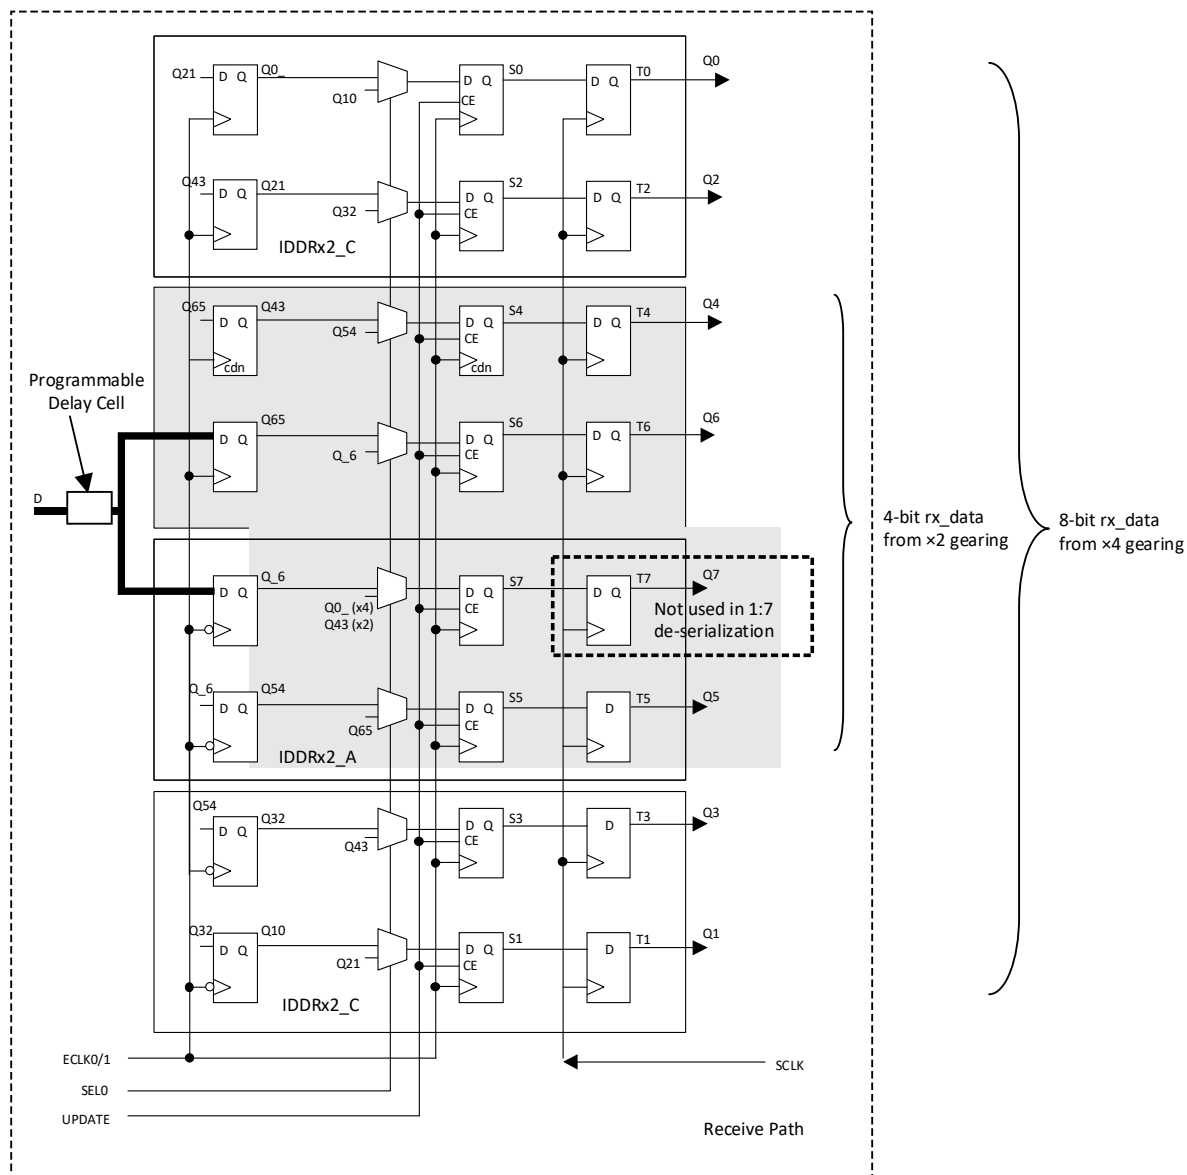 Q21
D Q
Q0_
Q10
D Q
CE
S0
D Q
T0
Q0
Q43
D Q
Q21
Q32
D Q
CE
S2
D Q
T2
Q2
IDDRx2_C
Q65
D Q
cdn
Q43
Q54
D Q
CE
cdn
S4
D Q
T4
Q4
Programmable
Delay Cell
D
D Q
Q65
Q_6
D Q
CE
S6
D Q
T6
Q6
4-bit rx_data
from ×2 gearing
8-bit rx_data
from ×4 gearing
D Q
Q_6
Q0_ (x4)
Q43 (x2)
D Q
CE
S7
D Q
T7
Q7
Not used in 1:7
de-serialization
Q_6
D Q
Q54
Q65
D Q
CE
S5
D
T5
Q5
IDDRx2_A
Q54
D Q
Q32
Q43
D Q
CE
S3
D
T3
Q3
Q32
D Q
Q10
Q21
D Q
CE
S1
D
T1
Q1
IDDRx2_C
ECLK0/1
SCLK
SEL0
UPDATE
Receive Path